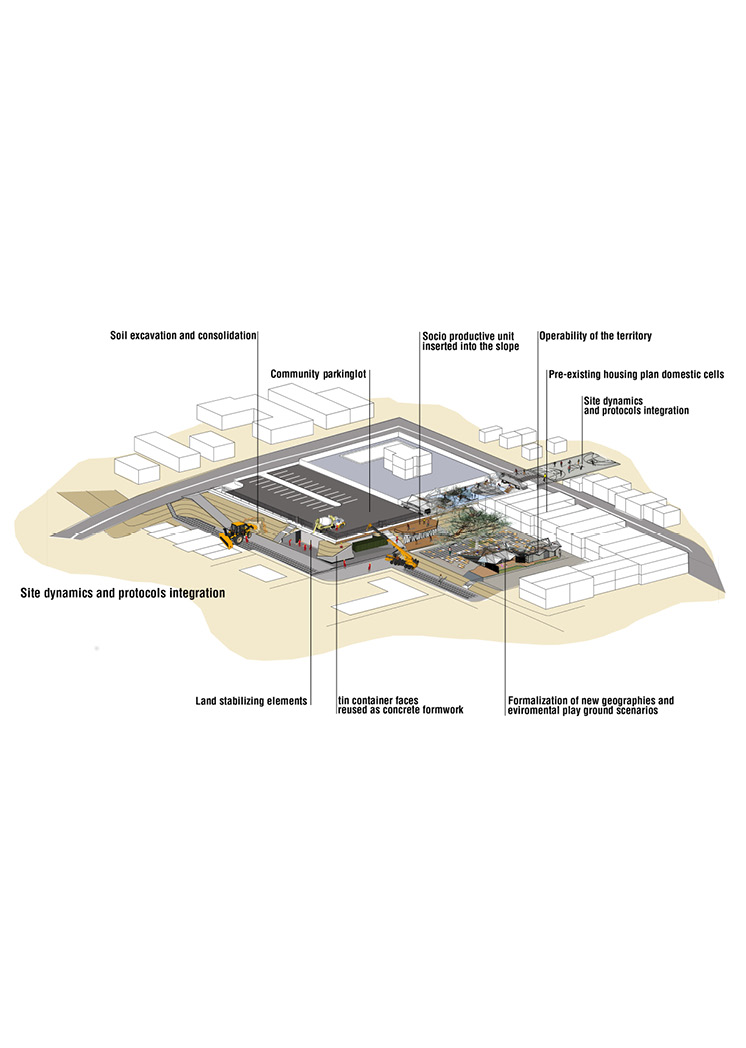 Soil excavation and consolidation
Socio productive unit
inserted into the slope
Operability of the territory
Community parkinglot
Pre-existing housing plan domestic cells
Site dynamics
and protocols integration
Site dynamics and protocols integration
Land stabilizing elements
tin container faces
reused as concrete formwork
Formalization of new geographies and
eviromental play ground scenarios